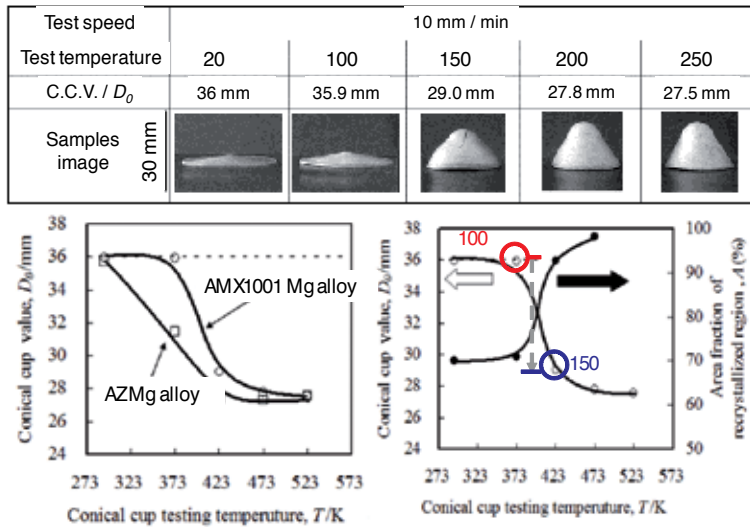 Test speed 10 mm / min
Test temperature 20 100 150 200 250
C.C.V. / D0 36 mm 35.9 mm 29.0 mm 27.8 mm 27.5 mm
Samples image 30 mm
Conical cup value, D0/mm
38
36
34
32
30
28
26
24
AMX1001 Mg alloy
AZMg alloy
273 323 373 423 473 523 573
Conical cup testing temperuture, T/K
Conical cup value, D0/mm
38
36
34
32
30
28
26
24
100
150
100
90
80
70
60
50
Area fraction of
recrystallized region, A(%)
273 323 373 423 473 523 573
Conical cup testing temperuture, T/K